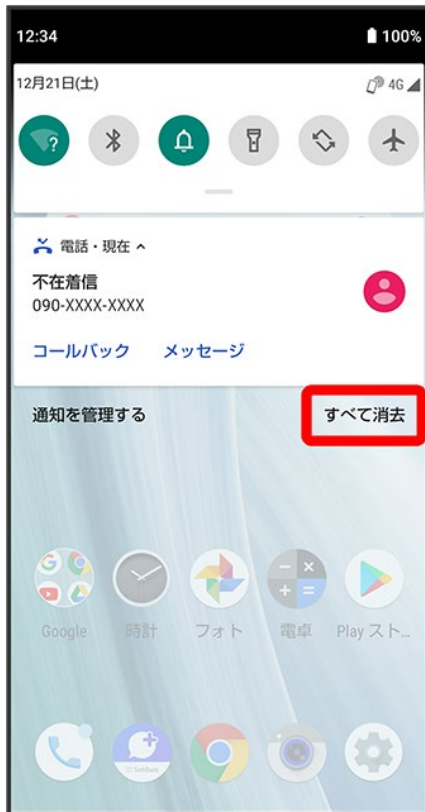 12:34 100%
12月21日(土) 4G
電話・現在
不在着信
090-XXXX-XXXX
コールバック メッセージ
通知を管理する すべて消去
Google 時計 フォト 電卓 Play スト...
SoftBank